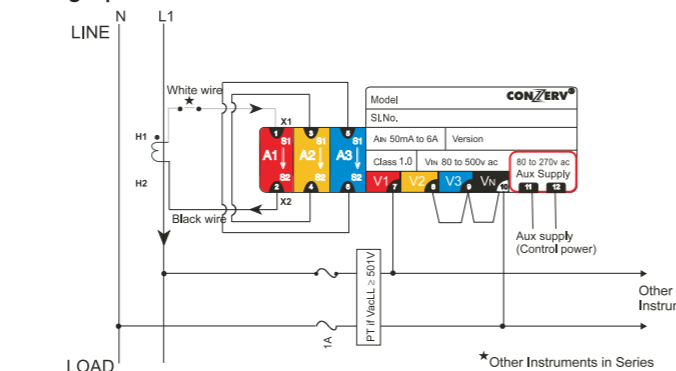 N L1
LINE
White wire
★
Model
CONZERV®
SI.No.
AIN 50mA to 6A Version
Class 1.0 VIN 80 to 500v ac
80 to 270v ac
Aux Supply
X1
1 3 5
S1 S1 S1
A1 A2 A3
S2 S2 S2
2 4 6
X2
V1 V2 V3 VN
7 8 9 10 11 12
H1
H2
Black wire
Aux supply
(Control power)
PT if VacLL ≥ 501V
Other
1A
LOAD
★Other Instruments in Series